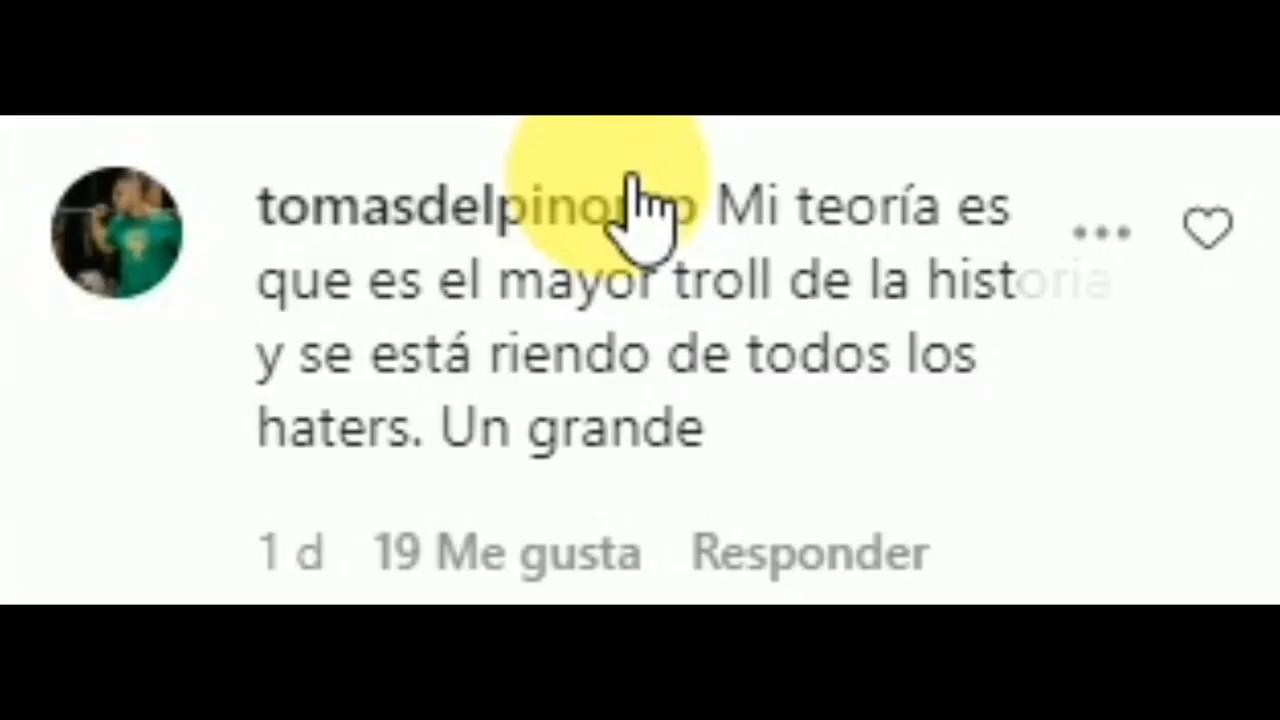 Mi teoría es
que es el mayor troll de la historia
y se está riendo de todos los
haters. Un grande
1 d 19 Me gusta Responder